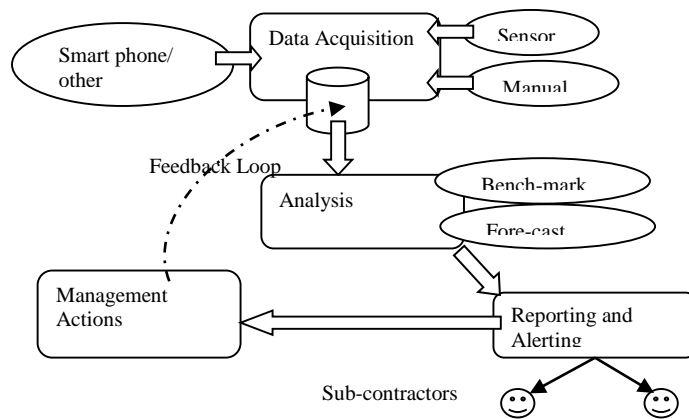 Smart phone/
other
Data Acquisition
Sensor
Manual
Feedback Loop
Analysis
Bench-mark
Fore-cast
Management
Actions
Reporting and
Alerting
Sub-contractors